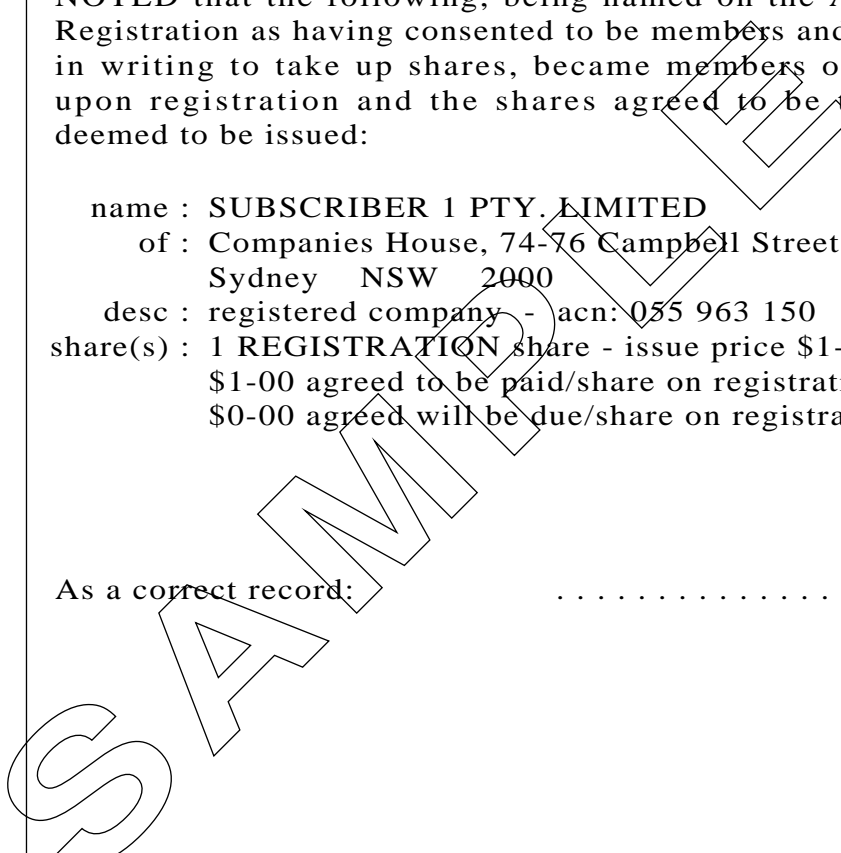 NOTED that the following, being named on the A
Registration as having consented to be members and
in writing to take up shares, became members o
upon registration and the shares agreed to be t
deemed to be issued:
name : SUBSCRIBER 1 PTY. LIMITED
of : Companies House, 74-76 Campbell Street
Sydney NSW 2000
desc : registered company - acn: 055 963 150
share(s) : 1 REGISTRATION share - issue price $1-
$1-00 agreed to be paid/share on registrati
$0-00 agreed will be due/share on registra
As a correct record: . . . . . . . . . . . . . .
SAMPLE